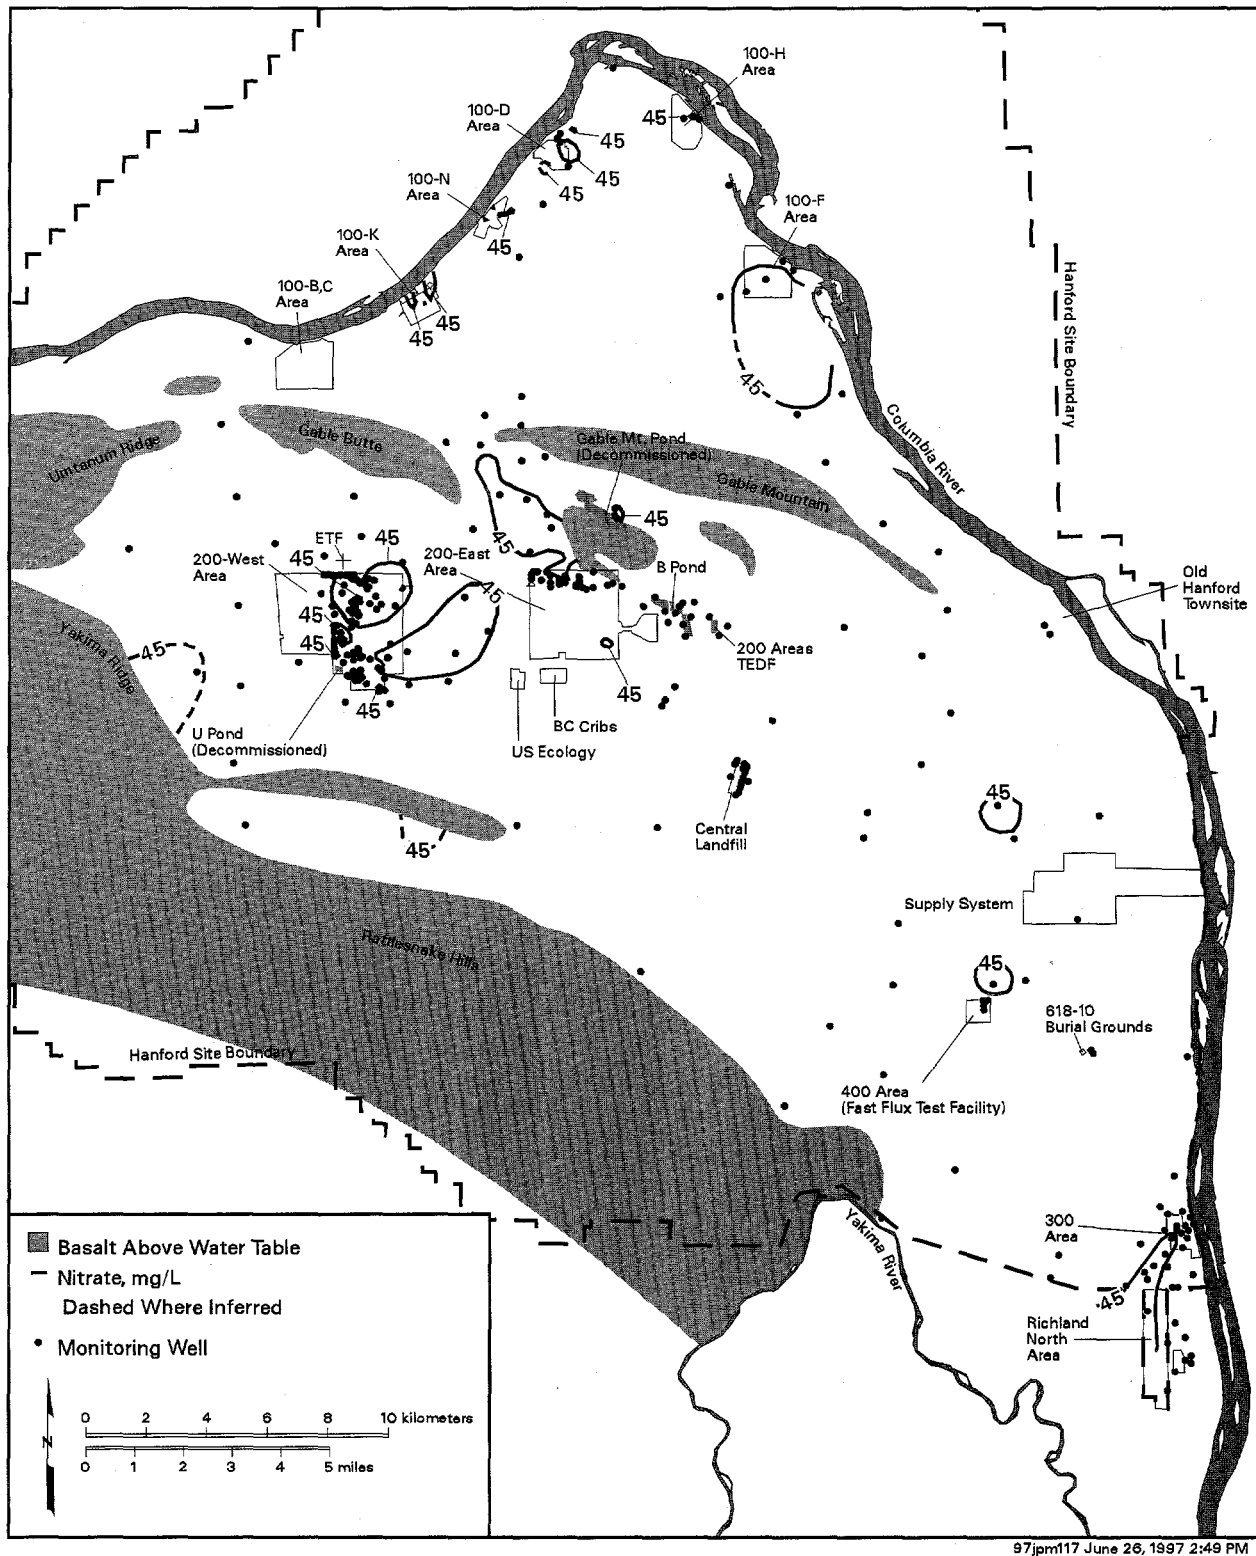 100-H
Area
45
100-D
Area
45
45
45
100-N
Area
45
100-F
Area
100-K
Area
100-B,C
Area
45
45
Hanford Site Boundary
45
Columbia River
Umtanum Ridge
Gable Butte
Gable Mt. Pond
(Decommissioned)
Gable Mountain
45
45
ETF
45
45
200-West
Area
200-East
Area
45
B Pond
Old
Hanford
Townsite
45
45
Yakima Ridge
45
200 Areas
TEDF
45
45
U Pond
(Decommissioned)
BC Cribs
US Ecology
45
Central
Landfill
45
Supply System
Rattlesnake Hills
45
618-10
Burial Grounds
Hanford Site Boundary
400 Area
(Fast Flux Test Facility)
Yakima River
300
Area
45
Richland
North
Area
Basalt Above Water Table
Nitrate, mg/L
Dashed Where Inferred
Monitoring Well
N
0 2 4 6 8 10 kilometers
0 1 2 3 4 5 miles
97jpm117 June 26, 1997 2:49 PM